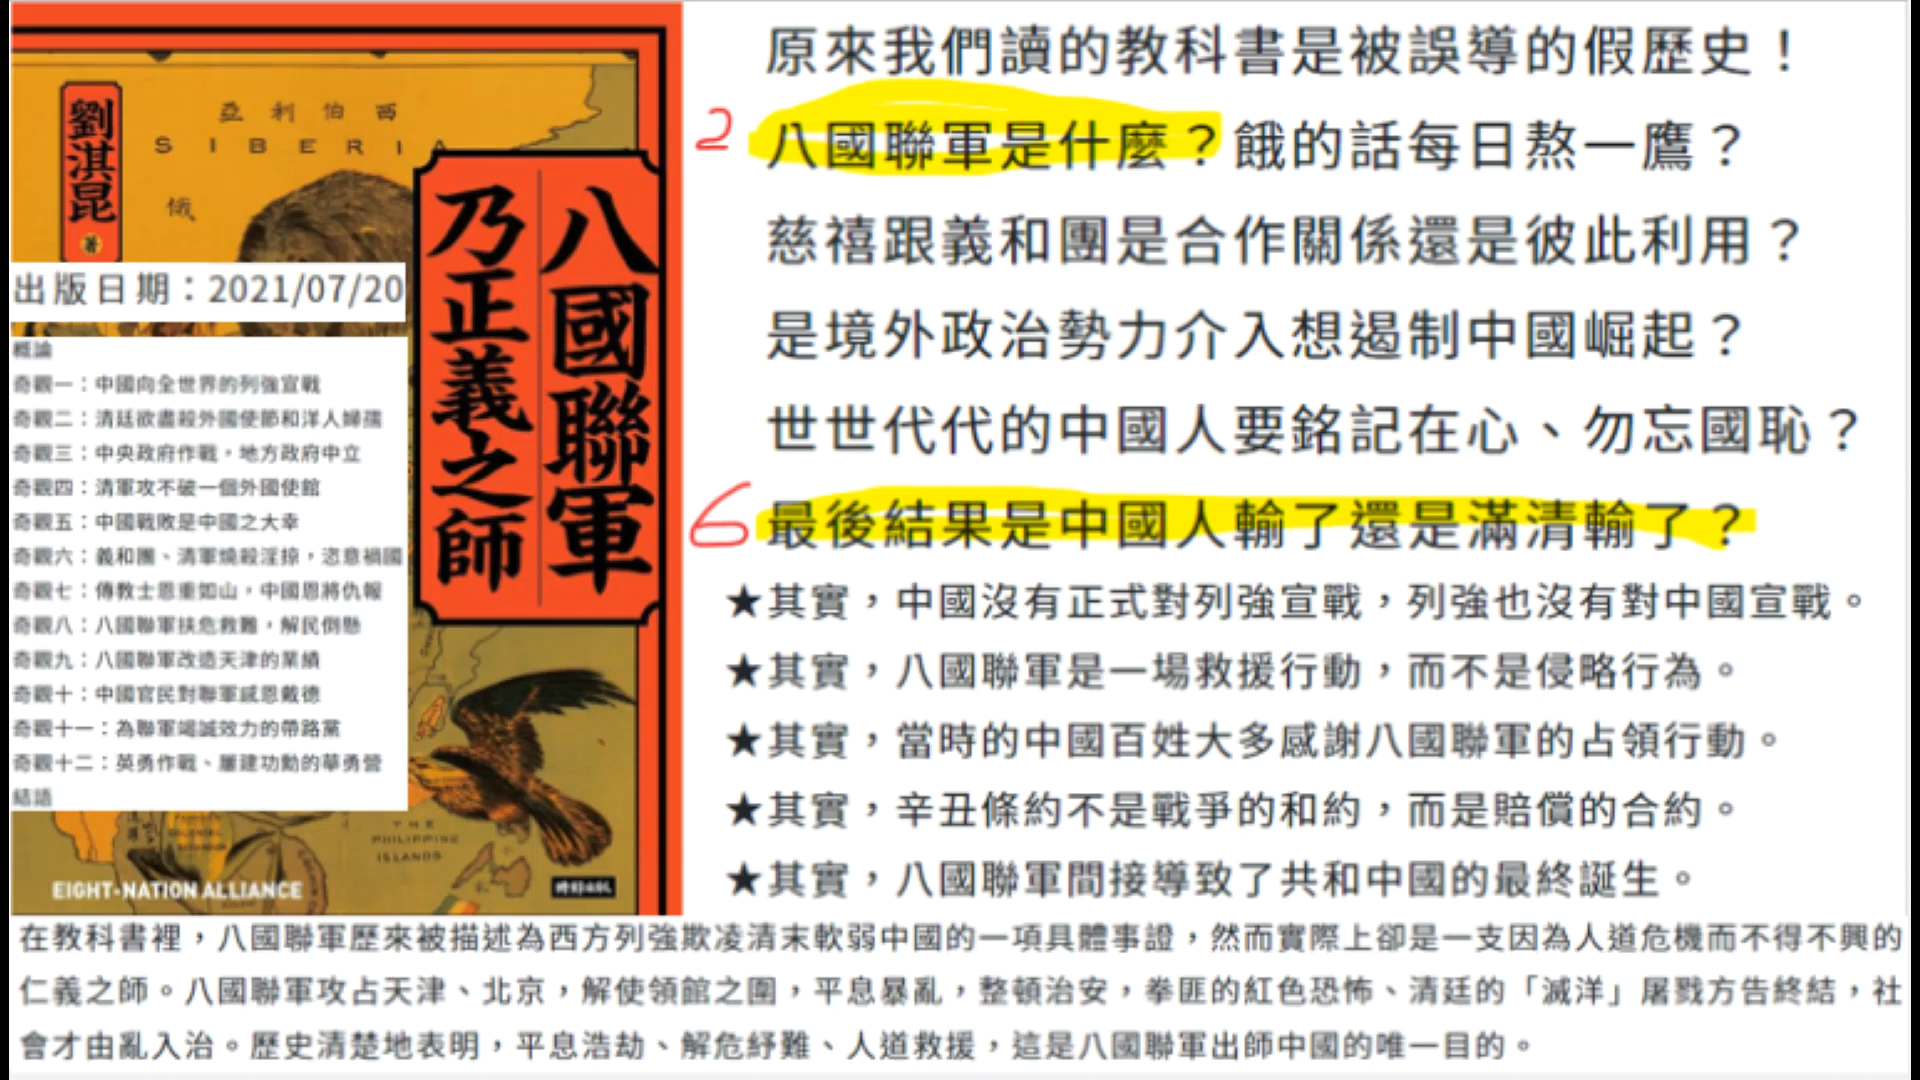 劉淇昆
著
亞利伯西
SIBERIA
俄
八國聯軍
乃正義之師
出版日期：2021/07/20
概論
奇觀一：中國向全世界的列強宣戰
奇觀二：清廷欲盡殺外國使節和洋人婦孺
奇觀三：中央政府作戰，地方政府中立
奇觀四：清軍攻不破一個外國使館
奇觀五：中國戰敗是中國之大幸
奇觀六：義和團、清軍燒殺淫掠，恣意禍國
奇觀七：傳教士恩重如山，中國恩將仇報
奇觀八：八國聯軍扶危救難，解民倒懸
奇觀九：八國聯軍改造天津的業績
奇觀十：中國官民對聯軍感恩戴德
奇觀十一：為聯軍竭誠效力的帶路黨
奇觀十二：英勇作戰、屢建功勳的華勇營
結語
THE
PHILIPPINE
ISLANDS
EIGHT-NATION ALLIANCE
時報出版
原來我們讀的教科書是被誤導的假歷史！
2 八國聯軍是什麼？餓的話每日熬一鷹？
慈禧跟義和團是合作關係還是彼此利用？
是境外政治勢力介入想遏制中國崛起？
世世代代的中國人要銘記在心、勿忘國恥？
6 最後結果是中國人輸了還是滿清輸了？
★其實，中國沒有正式對列強宣戰，列強也沒有對中國宣戰。
★其實，八國聯軍是一場救援行動，而不是侵略行為。
★其實，當時的中國百姓大多感謝八國聯軍的占領行動。
★其實，辛丑條約不是戰爭的和約，而是賠償的合約。
★其實，八國聯軍間接導致了共和中國的最終誕生。
在教科書裡，八國聯軍歷來被描述為西方列強欺凌清末軟弱中國的一項具體事證，然而實際上卻是一支因為人道危機而不得不興的
仁義之師。八國聯軍攻占天津、北京，解使領館之圍，平息暴亂，整頓治安，拳匪的紅色恐怖、清廷的「滅洋」屠戮方告終結，社
會才由亂入治。歷史清楚地表明，平息浩劫、解危紓難、人道救援，這是八國聯軍出師中國的唯一目的。